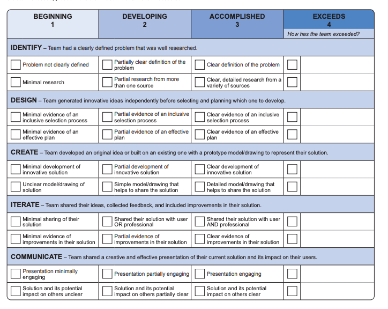 BEGINNING
1
DEVELOPING
2
ACCOMPLISHED
3
EXCEEDS
4
How has the team exceeded?
IDENTIFY – Team had a clearly defined problem that was well researched.
Problem not clearly defined
Partially clear definition of the
problem
Clear definition of the problem
Minimal research
Partial research from more
than one source
Clear, detailed research from a
variety of sources
DESIGN – Team generated innovative ideas independently before selecting and planning which one to develop.
Minimal evidence of an
inclusive selection process
Partial evidence of an inclusive
selection process
Clear evidence of an inclusive
selection process
Minimal evidence of an
effective plan
Partial evidence of an effective
plan
Clear evidence of an effective
plan
CREATE – Team developed an original idea or built on an existing one with a prototype model/drawing to represent their solution.
Minimal development of
innovative solution
Partial development of
innovative solution
Clear development of
innovative solution
Unclear model/drawing of
solution
Simple model/drawing that
helps to share the solution
Detailed model/drawing that
helps to share the solution
ITERATE – Team shared their ideas, collected feedback, and included improvements in their solution.
Minimal sharing of their
solution
Shared their solution with user
OR professional
Shared their solution with user
AND professional
Minimal evidence of
improvements in their solution
Partial evidence of
improvements in their solution
Clear evidence of
improvements in their solution
COMMUNICATE – Team shared a creative and effective presentation of their current solution and its impact on their users.
Presentation minimally
engaging
Presentation partially engaging
Presentation engaging
Solution and its potential
impact on others unclear
Solution and its potential
impact on others partially clear
Solution and its potential
impact on others clear